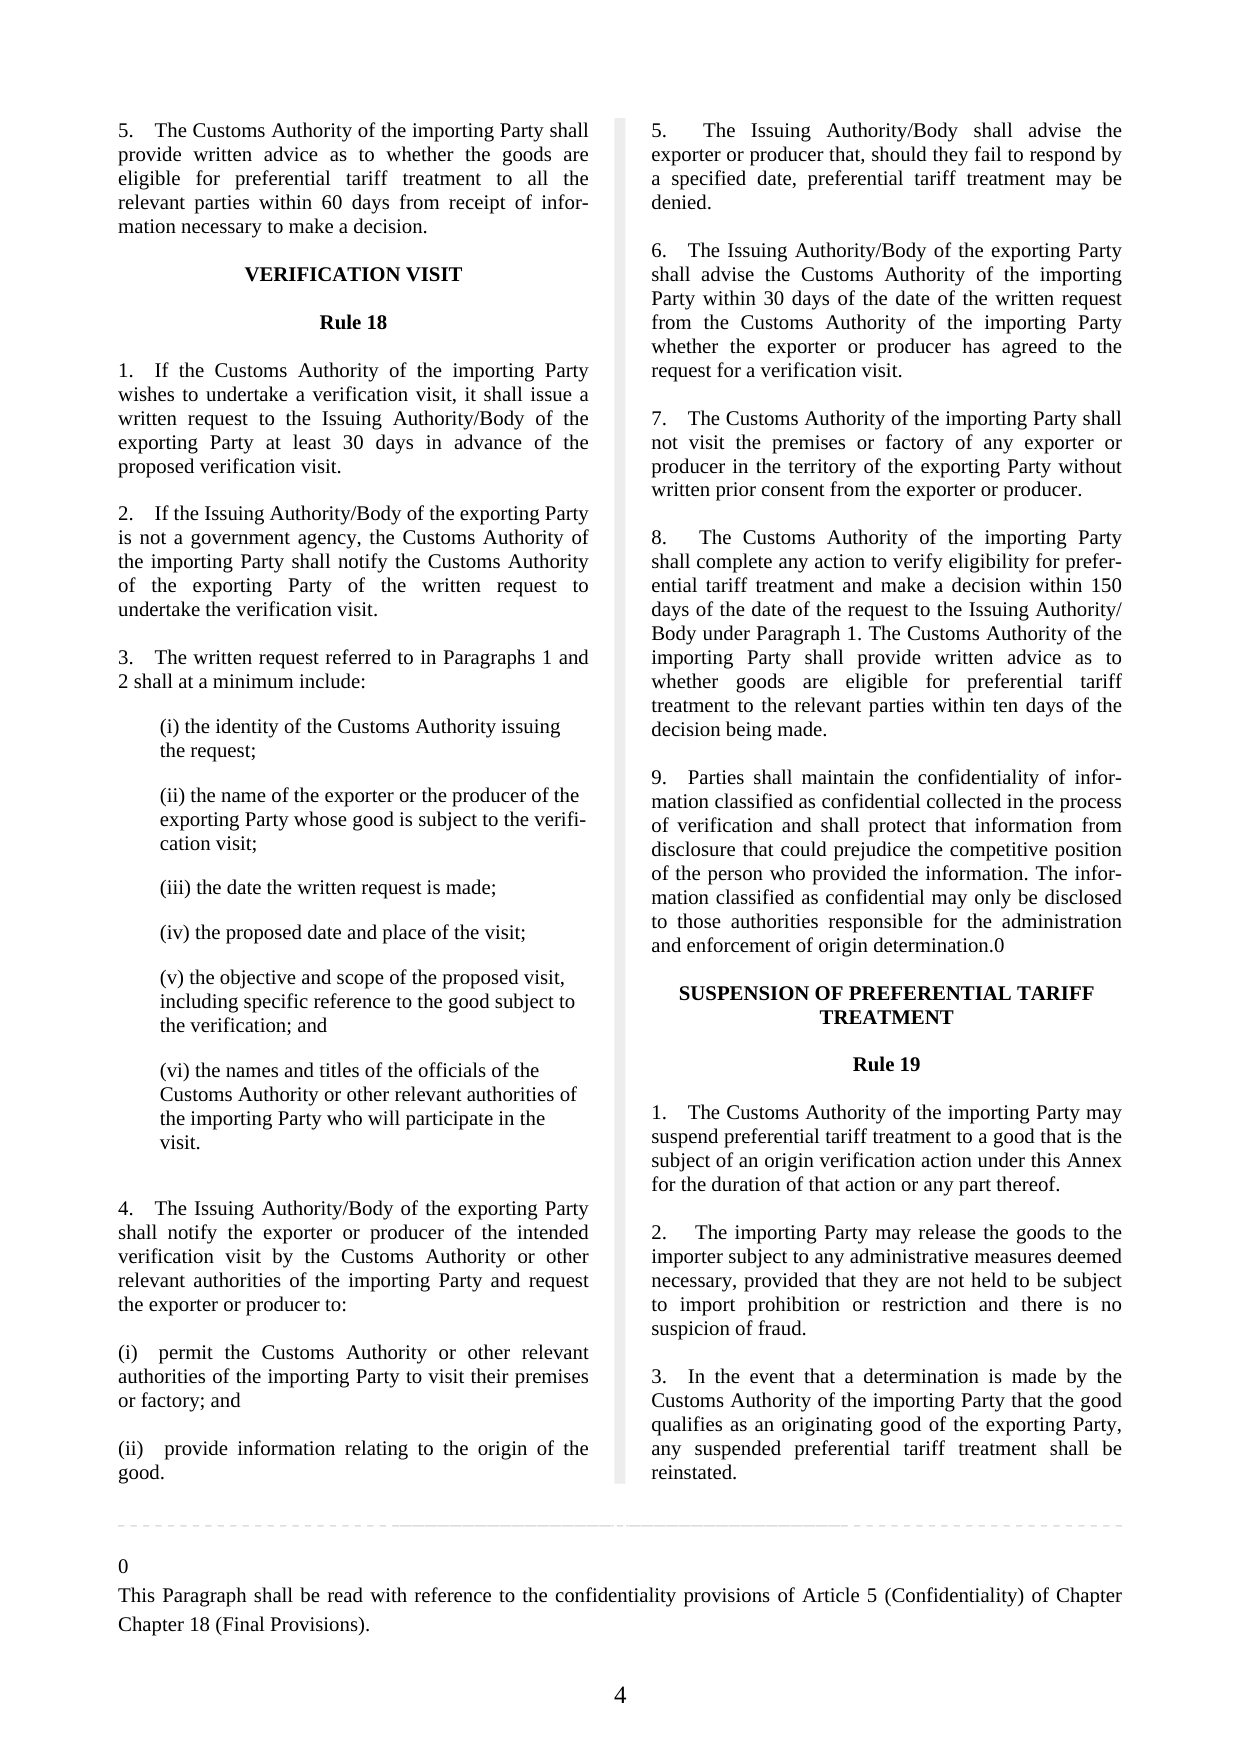 5. The Customs Authority of the importing Party shall
provide written advice as to whether the goods are
eligible for preferential tariff treatment to all the
relevant parties within 60 days from receipt of infor-
mation necessary to make a decision.
VERIFICATION VISIT
Rule 18
1. If the Customs Authority of the importing Party
wishes to undertake a verification visit, it shall issue a
written request to the Issuing Authority/Body of the
exporting Party at least 30 days in advance of the
proposed verification visit.
2. If the Issuing Authority/Body of the exporting Party
is not a government agency, the Customs Authority of
the importing Party shall notify the Customs Authority
of the exporting Party of the written request to
undertake the verification visit.
3. The written request referred to in Paragraphs 1 and
2 shall at a minimum include:
(i) the identity of the Customs Authority issuing
the request;
(ii) the name of the exporter or the producer of the
exporting Party whose good is subject to the verifi-
cation visit;
(iii) the date the written request is made;
(iv) the proposed date and place of the visit;
(v) the objective and scope of the proposed visit,
including specific reference to the good subject to
the verification; and
(vi) the names and titles of the officials of the
Customs Authority or other relevant authorities of
the importing Party who will participate in the
visit.
4. The Issuing Authority/Body of the exporting Party
shall notify the exporter or producer of the intended
verification visit by the Customs Authority or other
relevant authorities of the importing Party and request
the exporter or producer to:
(i) permit the Customs Authority or other relevant
authorities of the importing Party to visit their premises
or factory; and
(ii) provide information relating to the origin of the
good.
5. The Issuing Authority/Body shall advise the
exporter or producer that, should they fail to respond by
a specified date, preferential tariff treatment may be
denied.
6. The Issuing Authority/Body of the exporting Party
shall advise the Customs Authority of the importing
Party within 30 days of the date of the written request
from the Customs Authority of the importing Party
whether the exporter or producer has agreed to the
request for a verification visit.
7. The Customs Authority of the importing Party shall
not visit the premises or factory of any exporter or
producer in the territory of the exporting Party without
written prior consent from the exporter or producer.
8. The Customs Authority of the importing Party
shall complete any action to verify eligibility for prefer-
ential tariff treatment and make a decision within 150
days of the date of the request to the Issuing Authority/
Body under Paragraph 1. The Customs Authority of the
importing Party shall provide written advice as to
whether goods are eligible for preferential tariff
treatment to the relevant parties within ten days of the
decision being made.
9. Parties shall maintain the confidentiality of infor-
mation classified as confidential collected in the process
of verification and shall protect that information from
disclosure that could prejudice the competitive position
of the person who provided the information. The infor-
mation classified as confidential may only be disclosed
to those authorities responsible for the administration
and enforcement of origin determination.0
SUSPENSION OF PREFERENTIAL TARIFF
TREATMENT
Rule 19
1. The Customs Authority of the importing Party may
suspend preferential tariff treatment to a good that is the
subject of an origin verification action under this Annex
for the duration of that action or any part thereof.
2. The importing Party may release the goods to the
importer subject to any administrative measures deemed
necessary, provided that they are not held to be subject
to import prohibition or restriction and there is no
suspicion of fraud.
3. In the event that a determination is made by the
Customs Authority of the importing Party that the good
qualifies as an originating good of the exporting Party,
any suspended preferential tariff treatment shall be
reinstated.
0
This Paragraph shall be read with reference to the confidentiality provisions of Article 5 (Confidentiality) of Chapter
Chapter 18 (Final Provisions).
4